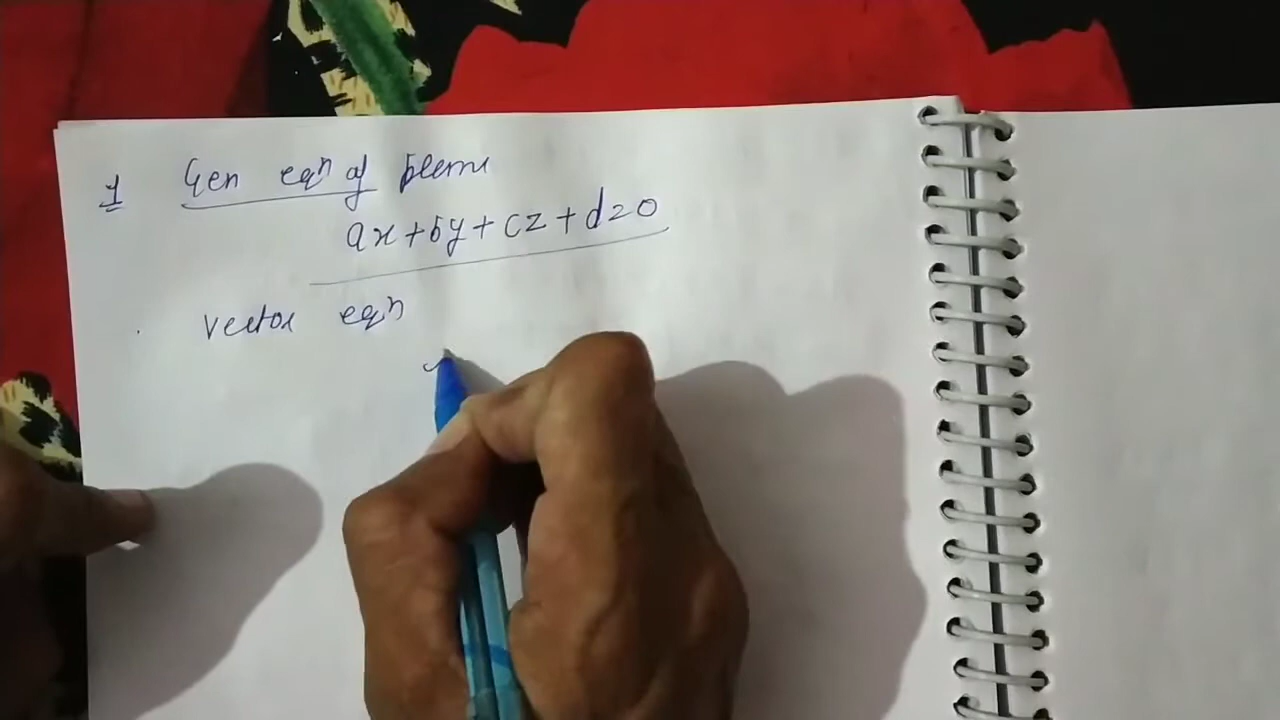 1 Gen eqn of plane
ax+by+cz+d=0
vector eqn